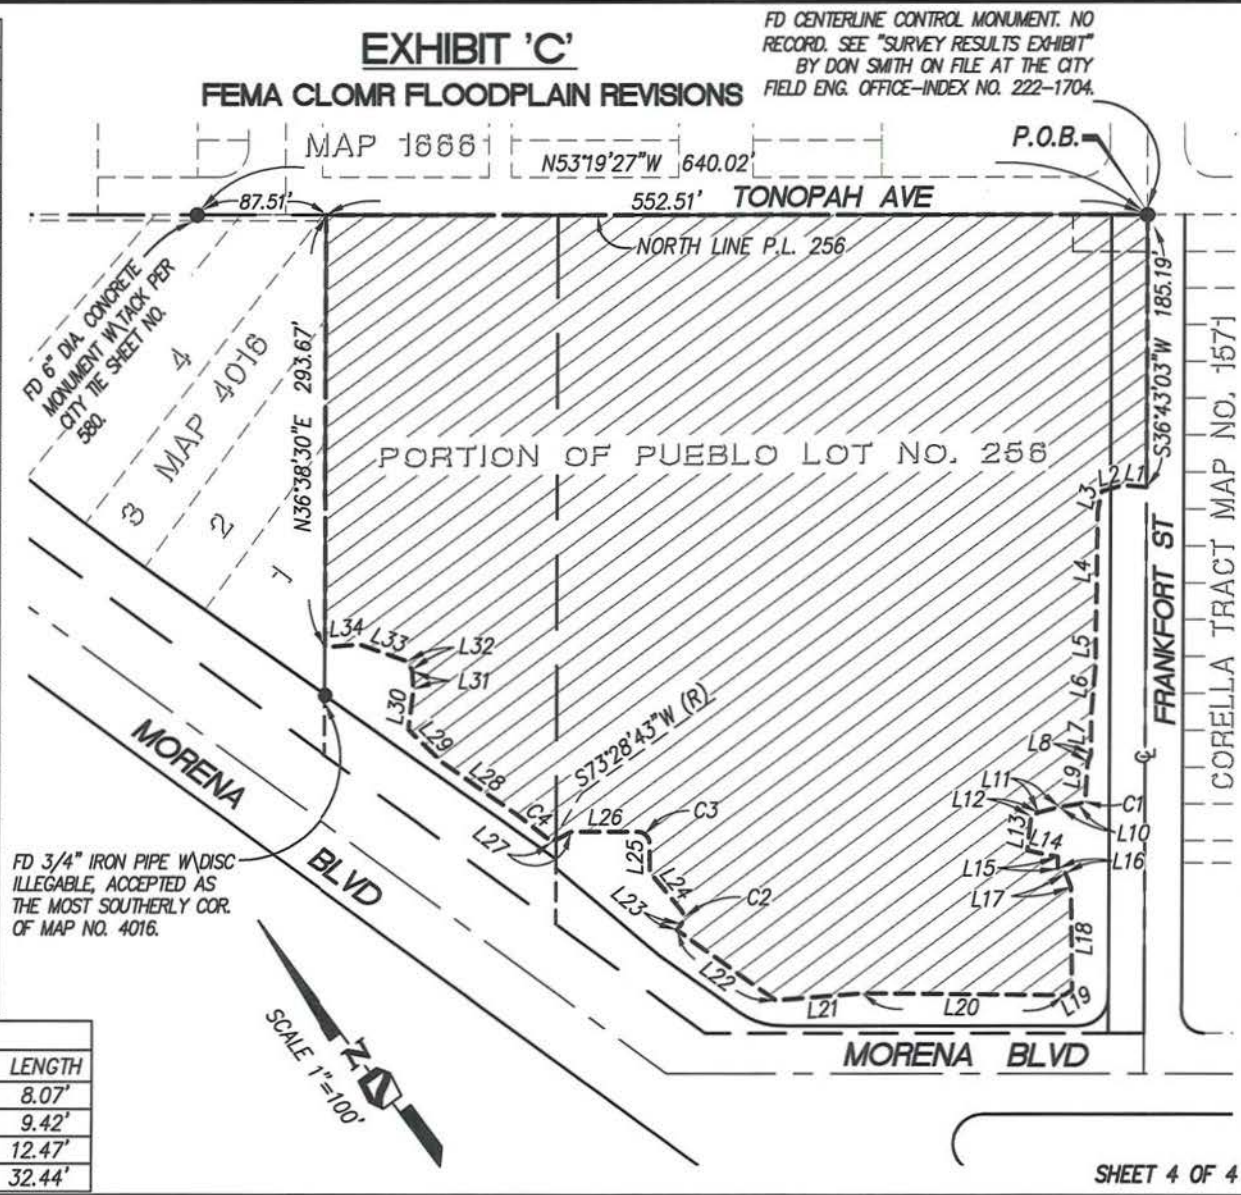 EXHIBIT 'C'
FEMA CLOMR FLOODPLAIN REVISIONS
FD CENTERLINE CONTROL MONUMENT. NO
RECORD. SEE "SURVEY RESULTS EXHIBIT"
BY DON SMITH ON FILE AT THE CITY
FIELD ENG. OFFICE-INDEX NO. 222-1704.
P.O.B.
MAP 1666
N53°19'27"W 640.02'
87.51'
552.51'
TONOPAH AVE
NORTH LINE P.L. 256
FD 6" DIA. CONCRETE
MONUMENT W\TACK PER
CITY TIE SHEET NO.
580.
MAP 4016
4
3
2
1
N36°38'30"E 293.67'
S36°43'03"W 185.19'
PORTION OF PUEBLO LOT NO. 256
CORELLA TRACT MAP NO. 1571
FRANKFORT ST
L1
L2
L3
L4
L5
L6
L7
L8
L9
C1
L10
L11
L12
L13
L14
L15
L16
L17
L18
L19
L20
L21
L22
L23
C2
L24
L25
C3
L26
S73°28'43"W (R)
L27
C4
L28
L29
L30
L31
L32
L33
L34
MORENA
BLVD
MORENA BLVD
FD 3/4" IRON PIPE W\DISC
ILLEGABLE, ACCEPTED AS
THE MOST SOUTHERLY COR.
OF MAP NO. 4016.
N
SCALE 1"=100'
LENGTH
8.07'
9.42'
12.47'
32.44'
SHEET 4 OF 4